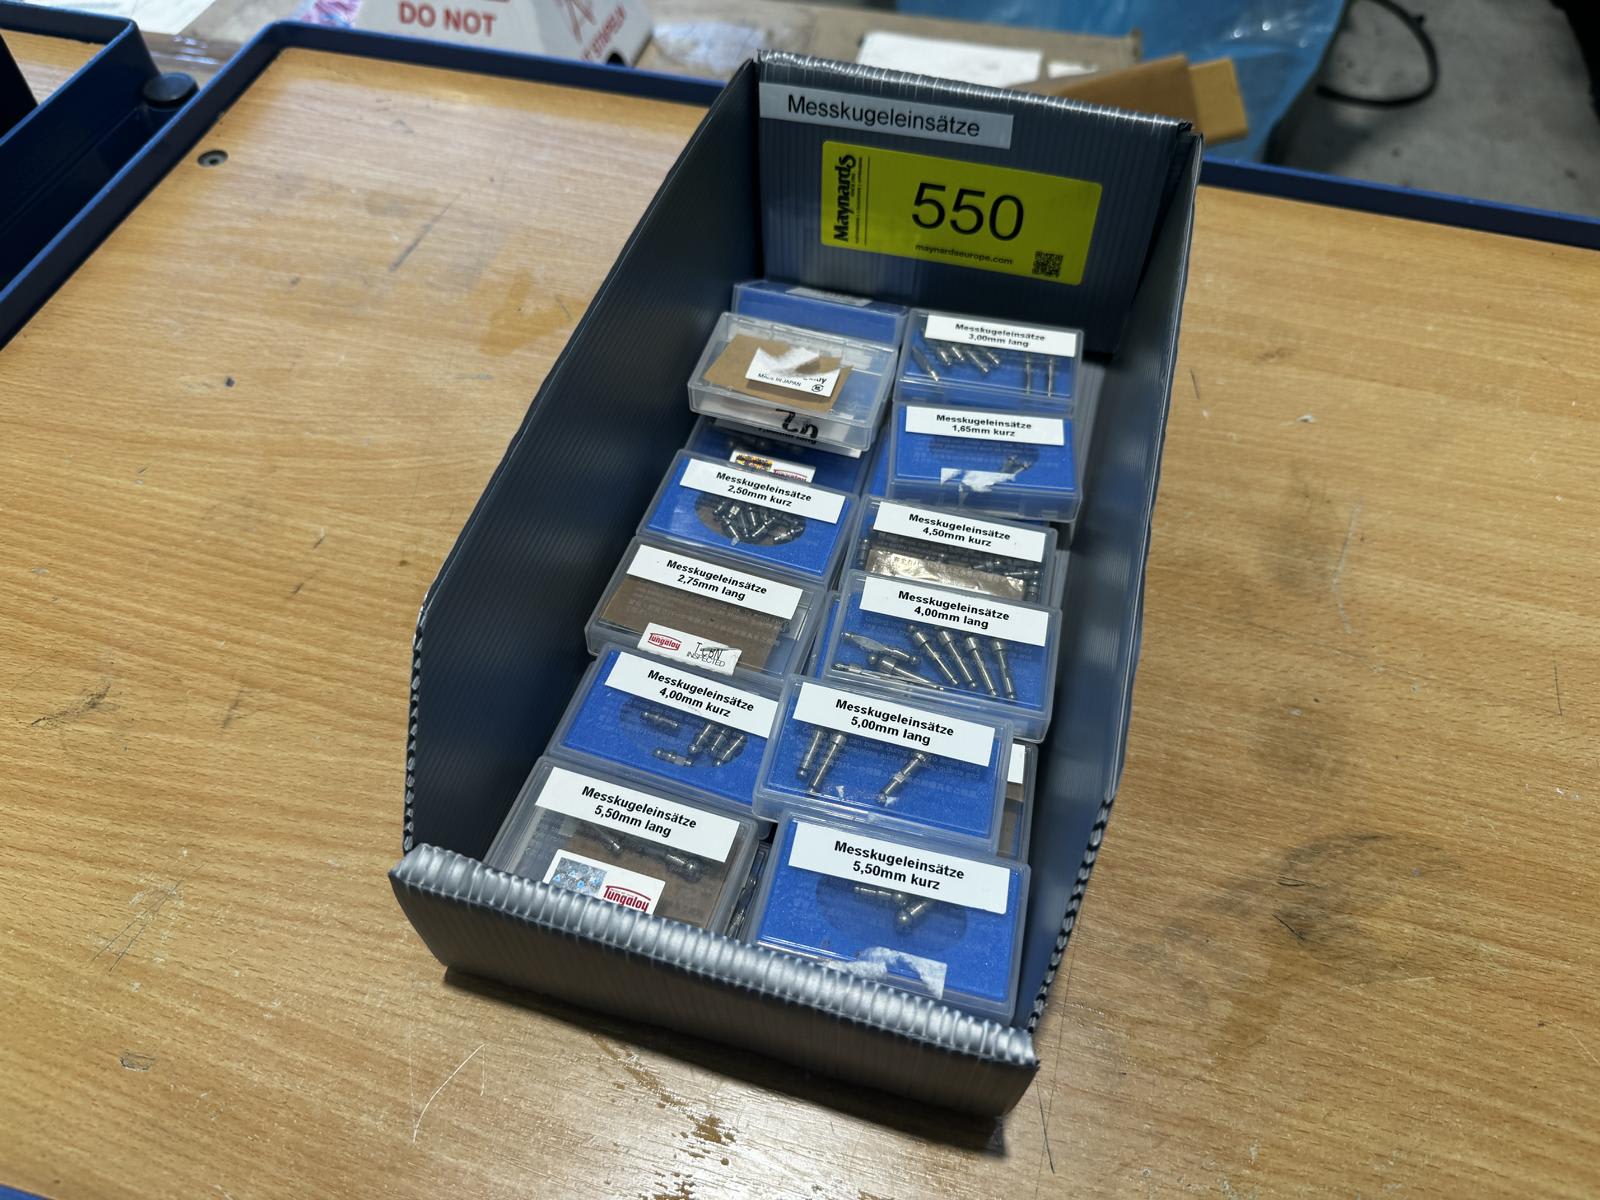 DO NOT
Messkugeleinsätze
Maynards
550
maynardseurope.com
Messkugeleinsätze
3,00mm lang
MADE IN JAPAN
Messkugeleinsätze
1,65mm kurz
Tungaloy
Messkugeleinsätze
2,50mm kurz
Messkugeleinsätze
4,50mm kurz
Messkugeleinsätze
2,75mm lang
Tungaloy
INSPECTED
Messkugeleinsätze
4,00mm lang
Messkugeleinsätze
4,00mm kurz
Messkugeleinsätze
5,00mm lang
Messkugeleinsätze
5,50mm lang
Tungaloy
Messkugeleinsätze
5,50mm kurz